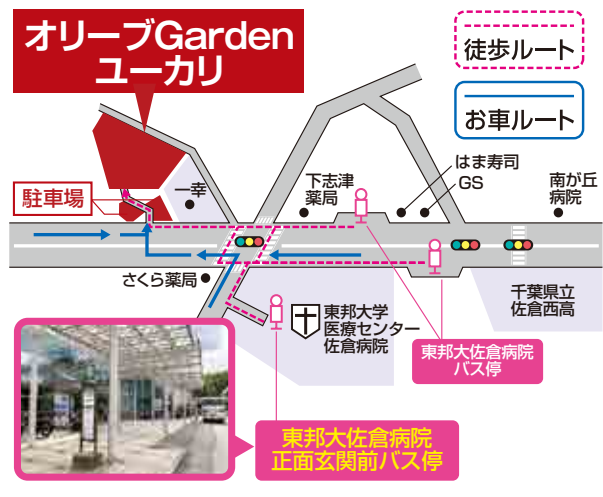 オリーブGarden
ユーカリ
徒歩ルート
お車ルート
はま寿司
GS
下志津
薬局
南が丘
病院
一幸
駐車場
さくら薬局
千葉県立
佐倉西高
東邦大学
医療センター
佐倉病院
東邦大佐倉病院
バス停
東邦大佐倉病院
正面玄関前バス停